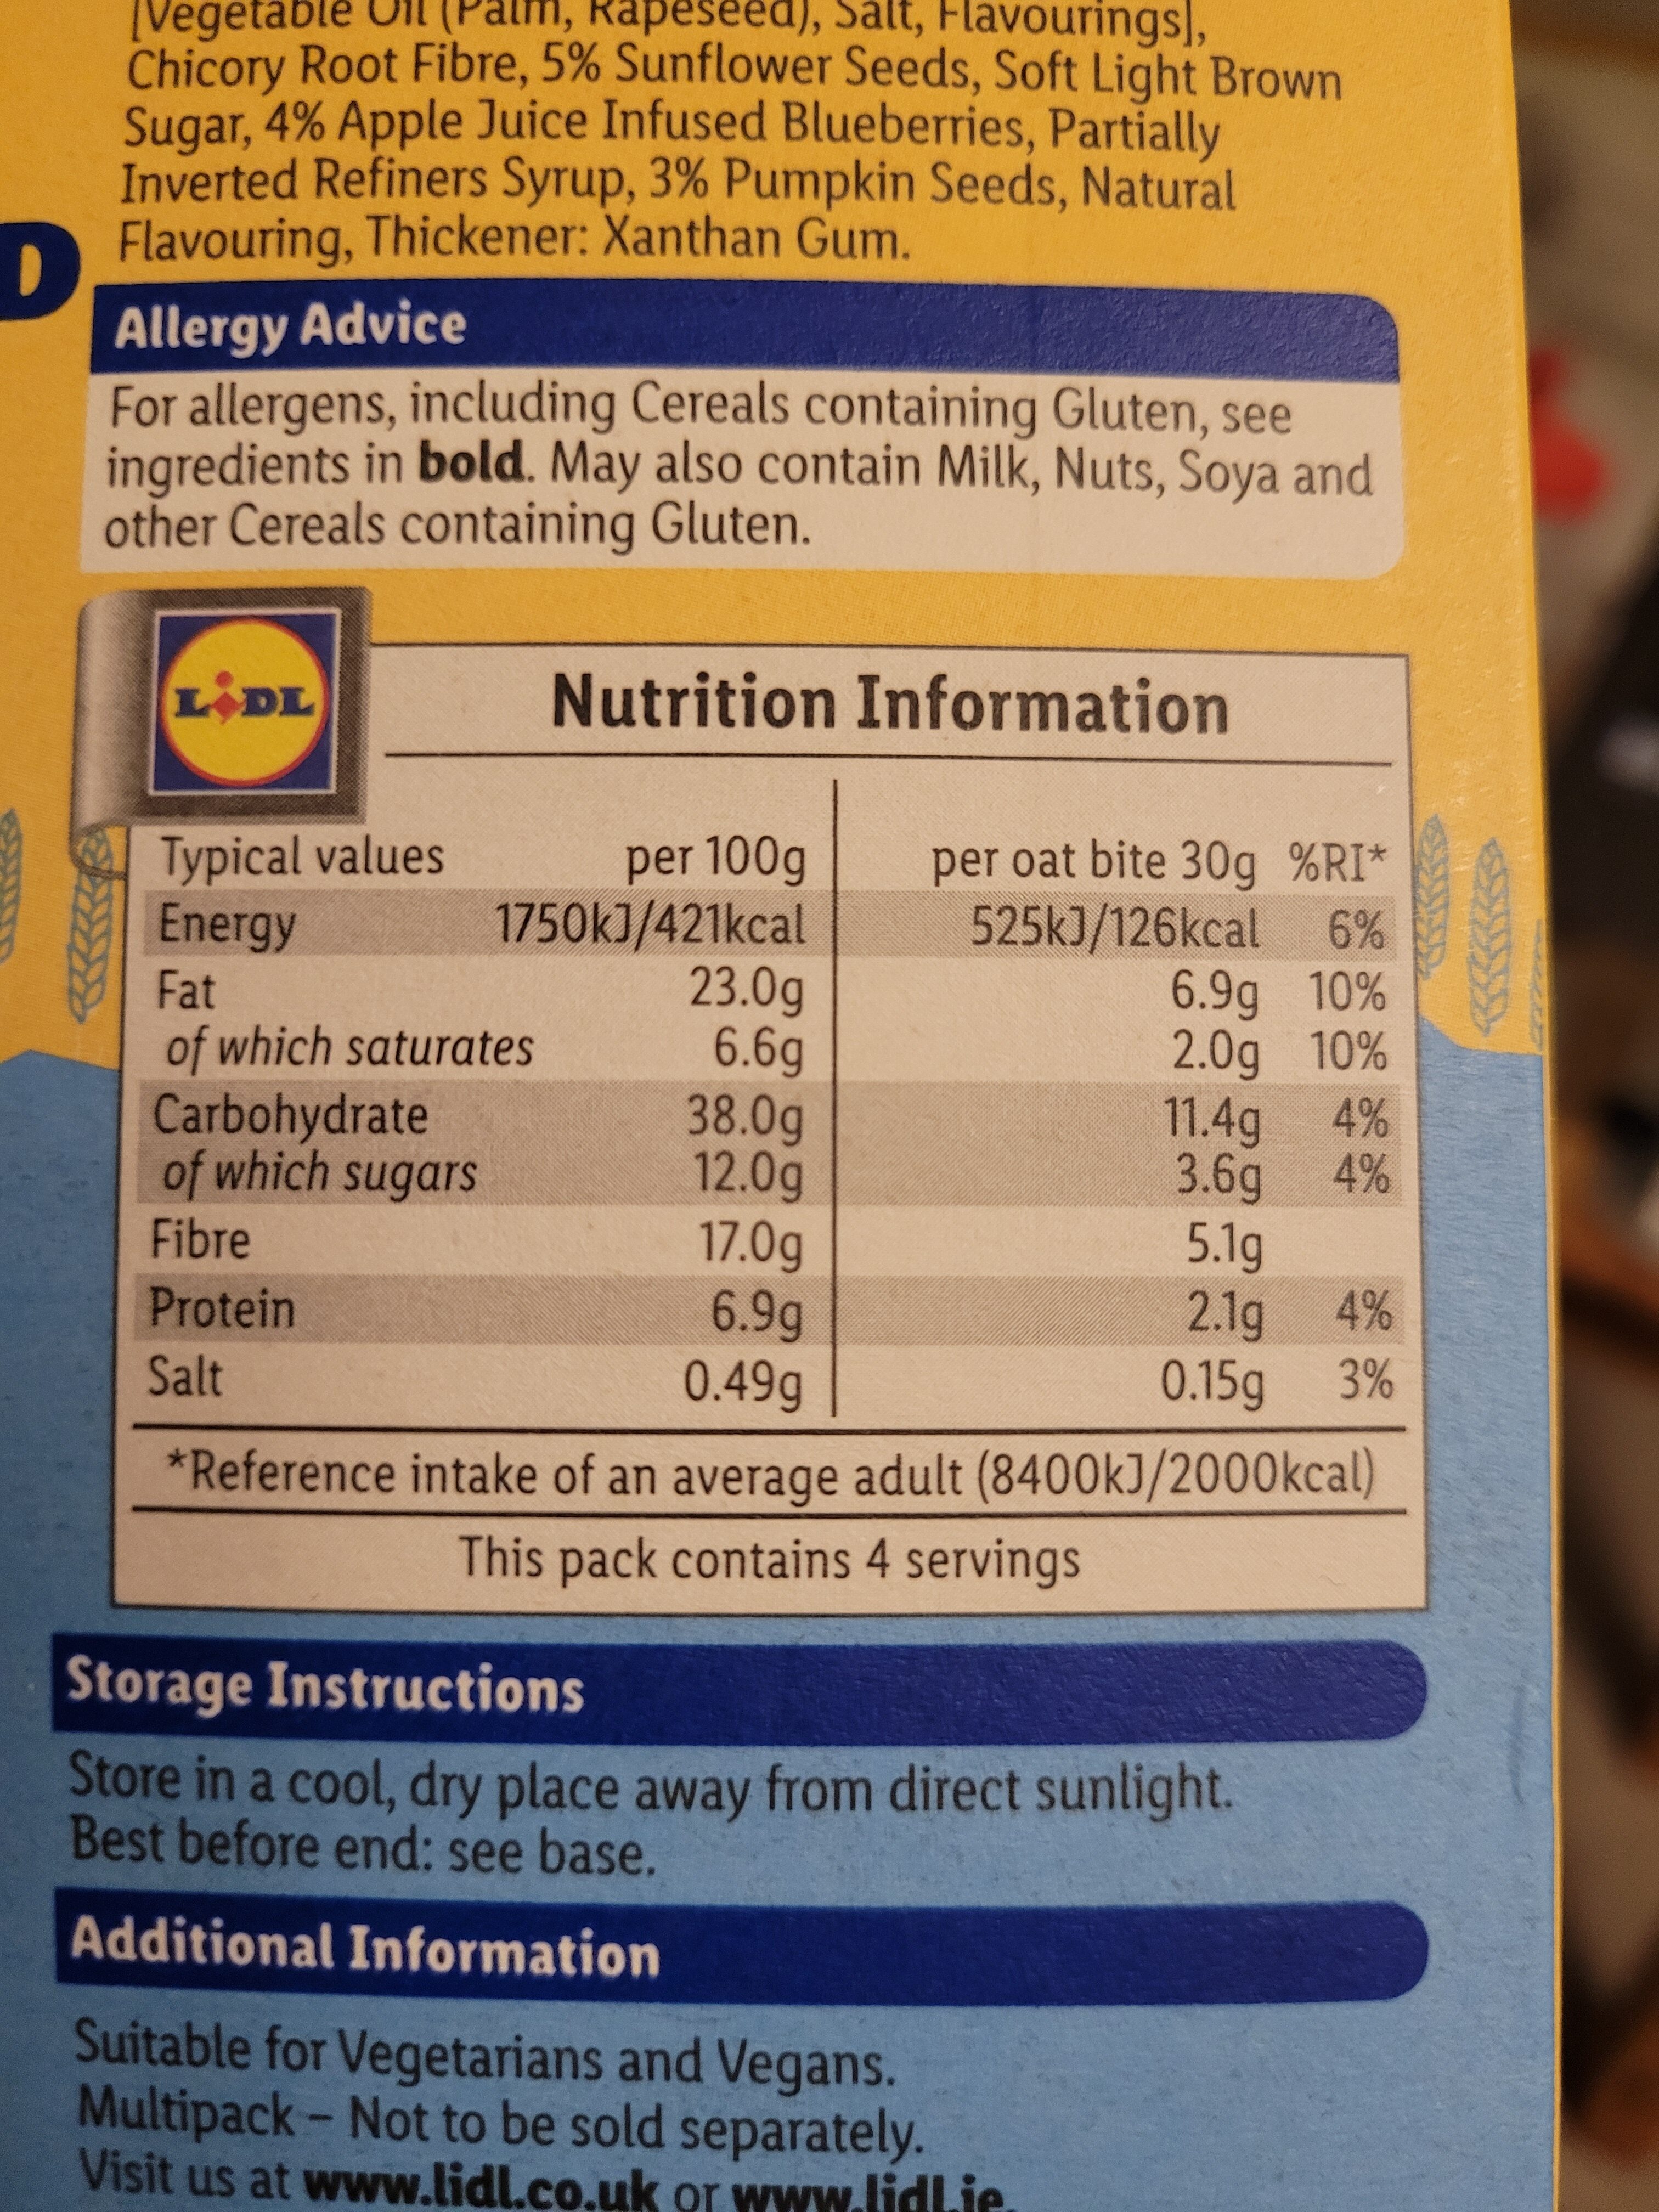 [Vegetable Oil (Palm, Rapeseed), Salt, Flavourings],
Chicory Root Fibre, 5% Sunflower Seeds, Soft Light Brown
Sugar, 4% Apple Juice Infused Blueberries, Partially
Inverted Refiners Syrup, 3% Pumpkin Seeds, Natural
Flavouring, Thickener: Xanthan Gum.
D
Allergy Advice
For allergens, including Cereals containing Gluten, see
ingredients in bold. May also contain Milk, Nuts, Soya and
other Cereals containing Gluten.
LiDL
Nutrition Information
Typical values per 100g per oat bite 30g %RI*
Energy 1750kJ/421kcal 525kJ/126kcal 6%
Fat 23.0g 6.9g 10%
of which saturates 6.6g 2.0g 10%
Carbohydrate 38.0g 11.4g 4%
of which sugars 12.0g 3.6g 4%
Fibre 17.0g 5.1g
Protein 6.9g 2.1g 4%
Salt 0.49g 0.15g 3%
*Reference intake of an average adult (8400kJ/2000kcal)
This pack contains 4 servings
Storage Instructions
Store in a cool, dry place away from direct sunlight.
Best before end: see base.
Additional Information
Suitable for Vegetarians and Vegans.
Multipack – Not to be sold separately.
Visit us at www.lidl.co.uk or www.lidl.ie.